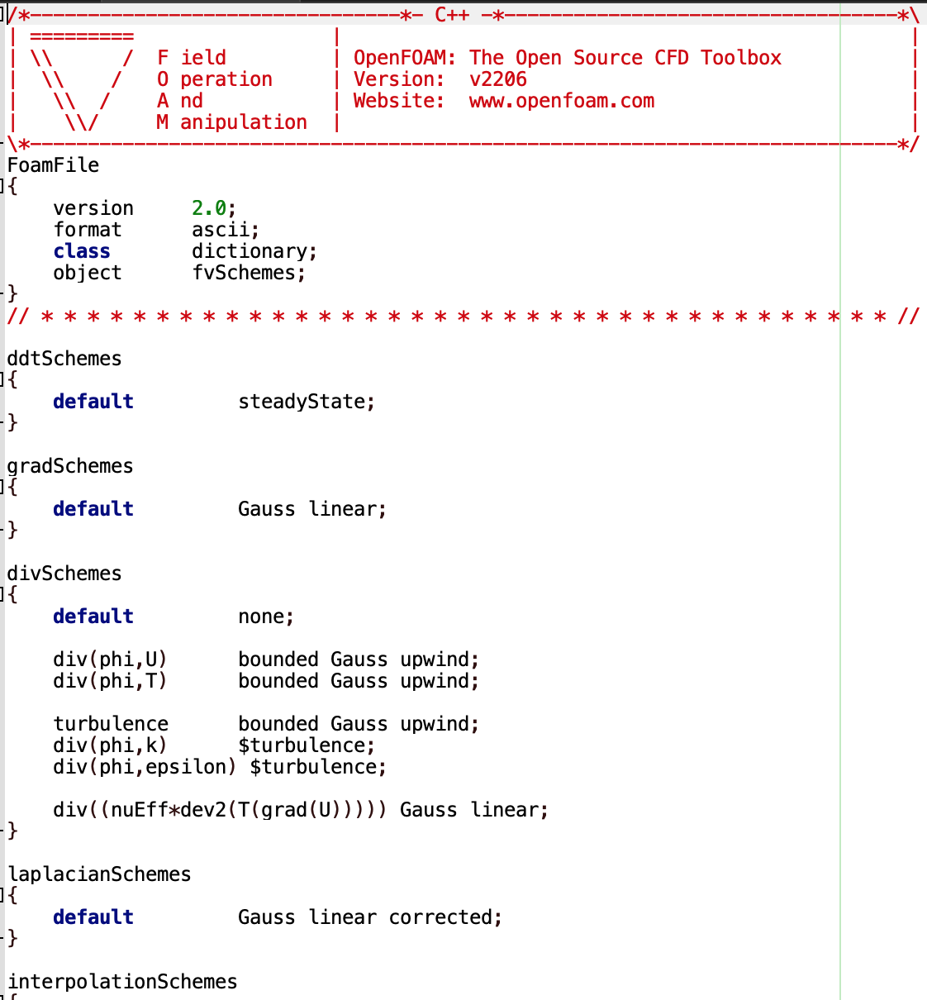 /*--------------------------------*- C++ -*----------------------------------*\
| =========                 |                                                 |
| \\      /  F ield         | OpenFOAM: The Open Source CFD Toolbox           |
|  \\    /   O peration     | Version:  v2206                                 |
|   \\  /    A nd           | Website:  www.openfoam.com                      |
|    \\/     M anipulation  |                                                 |
\*---------------------------------------------------------------------------*/
FoamFile
{
    version     2.0;
    format      ascii;
    class       dictionary;
    object      fvSchemes;
}
// * * * * * * * * * * * * * * * * * * * * * * * * * * * * * * * * * * * * * //

ddtSchemes
{
    default         steadyState;
}

gradSchemes
{
    default         Gauss linear;
}

divSchemes
{
    default         none;

    div(phi,U)      bounded Gauss upwind;
    div(phi,T)      bounded Gauss upwind;

    turbulence      bounded Gauss upwind;
    div(phi,k)      $turbulence;
    div(phi,epsilon) $turbulence;

    div((nuEff*dev2(T(grad(U))))) Gauss linear;
}

laplacianSchemes
{
    default         Gauss linear corrected;
}

interpolationSchemes
{